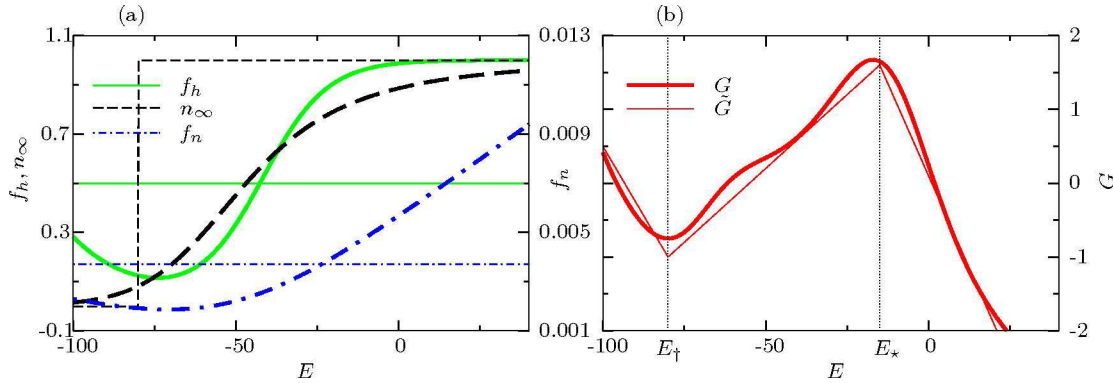 (a)
1.1
0.7
0.3
-0.1
f_h, n_∞
f_h
n_∞
f_n
-100
-50
0
E
0.013
0.009
0.005
0.001
f_n
(b)
G
G̃
-100
E_†
-50
E_⋆
0
E
2
1
0
-1
-2
G